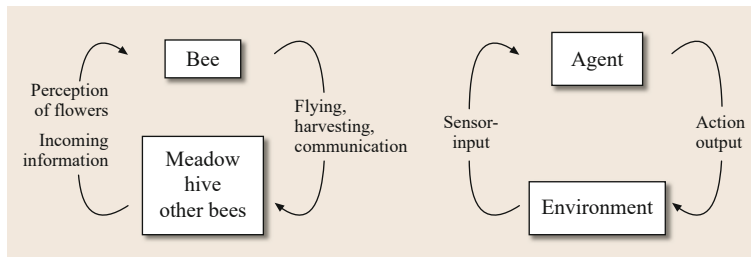 Bee
Perception
of flowers
Incoming
information
Flying,
harvesting,
communication
Meadow
hive
other bees
Agent
Sensor-
input
Action
output
Environment